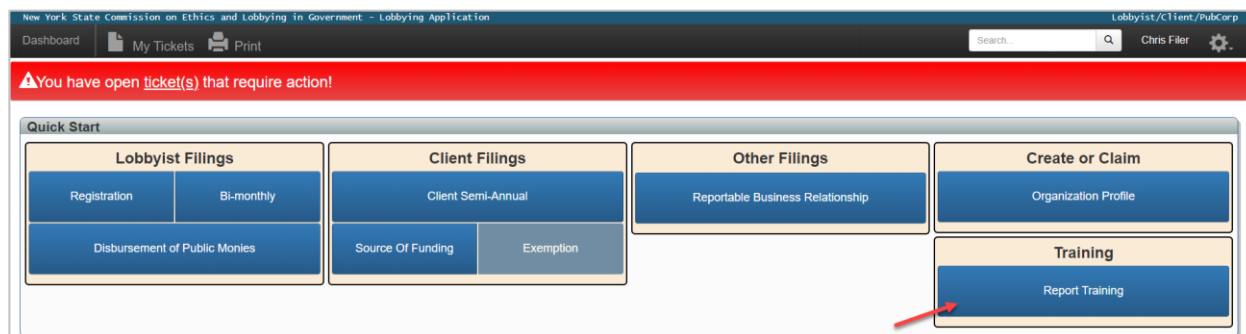 New York State Commission on Ethics and Lobbying in Government - Lobbying Application
Lobbyist/Client/PubCorp
Dashboard
My Tickets
Print
Search...
Chris Filer
You have open ticket(s) that require action!
Quick Start
Lobbyist Filings
Registration
Bi-monthly
Disbursement of Public Monies
Client Filings
Client Semi-Annual
Source Of Funding
Exemption
Other Filings
Reportable Business Relationship
Create or Claim
Organization Profile
Training
Report Training